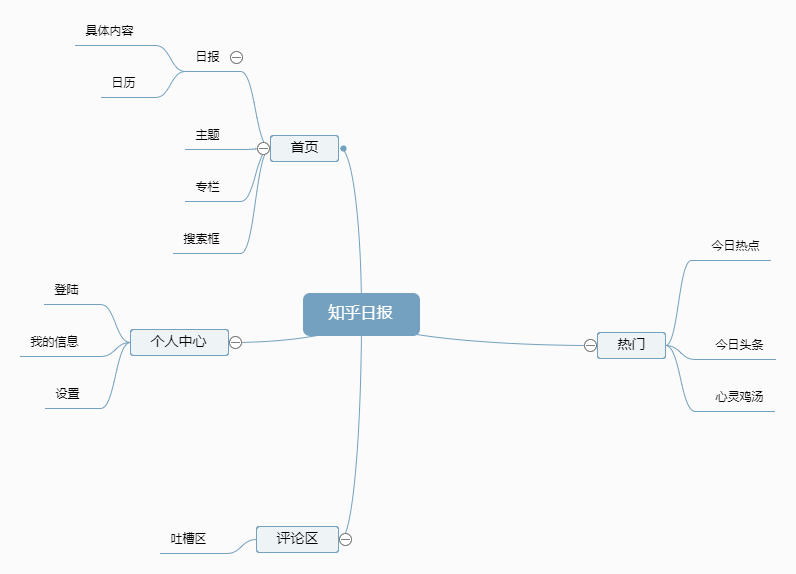 具体内容
日报
日历
主题
首页
专栏
搜索框
今日热点
登陆
知乎日报
我的信息
个人中心
热门
今日头条
设置
心灵鸡汤
吐槽区
评论区